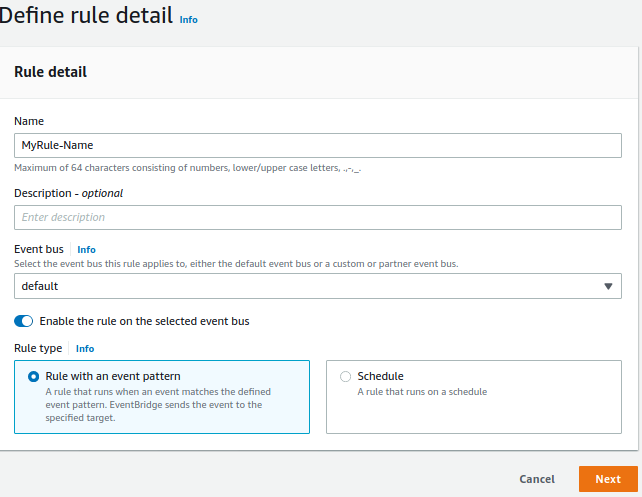 Define rule detail Info
Rule detail
Name
MyRule-Name
Maximum of 64 characters consisting of numbers, lower/upper case letters, .,-,_.
Description - optional
Enter description
Event bus Info
Select the event bus this rule applies to, either the default event bus or a custom or partner event bus.
default
Enable the rule on the selected event bus
Rule type Info
Rule with an event pattern
A rule that runs when an event matches the defined
event pattern. EventBridge sends the event to the
specified target.
Schedule
A rule that runs on a schedule
Cancel
Next